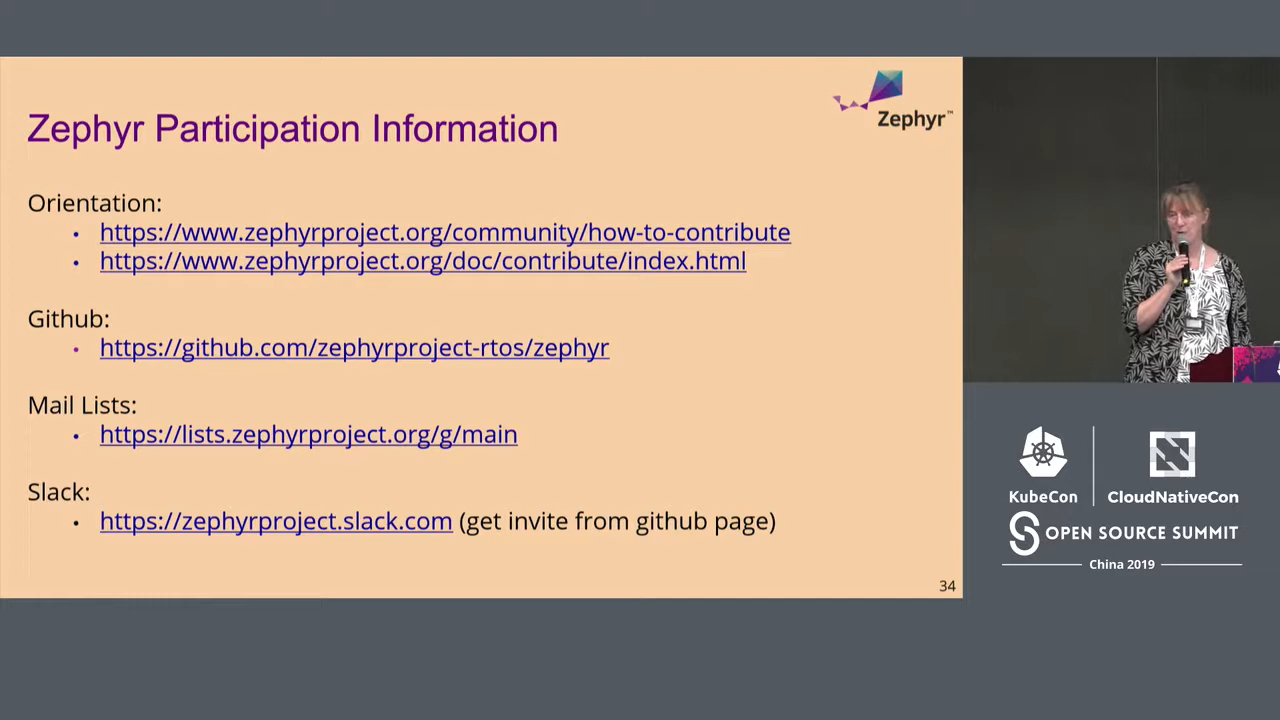 Zephyr™
Zephyr Participation Information
Orientation:
• https://www.zephyrproject.org/community/how-to-contribute
• https://www.zephyrproject.org/doc/contribute/index.html
Github:
• https://github.com/zephyrproject-rtos/zephyr
Mail Lists:
• https://lists.zephyrproject.org/g/main
Slack:
• https://zephyrproject.slack.com (get invite from github page)
34
KubeCon
CloudNativeCon
OPEN SOURCE SUMMIT
China 2019